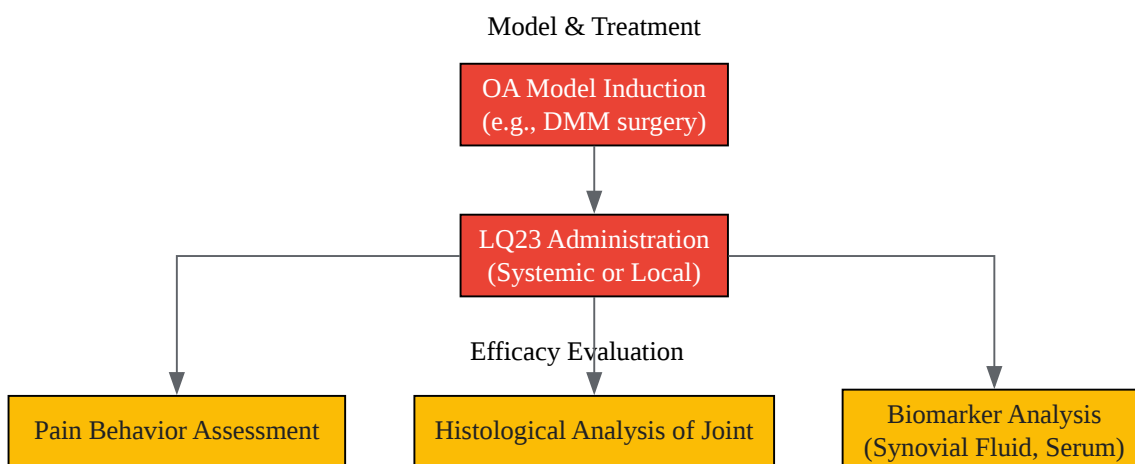 Model & Treatment
OA Model Induction
(e.g., DMM surgery)
LQ23 Administration
(Systemic or Local)
Efficacy Evaluation
Pain Behavior Assessment
Histological Analysis of Joint
Biomarker Analysis
(Synovial Fluid, Serum)